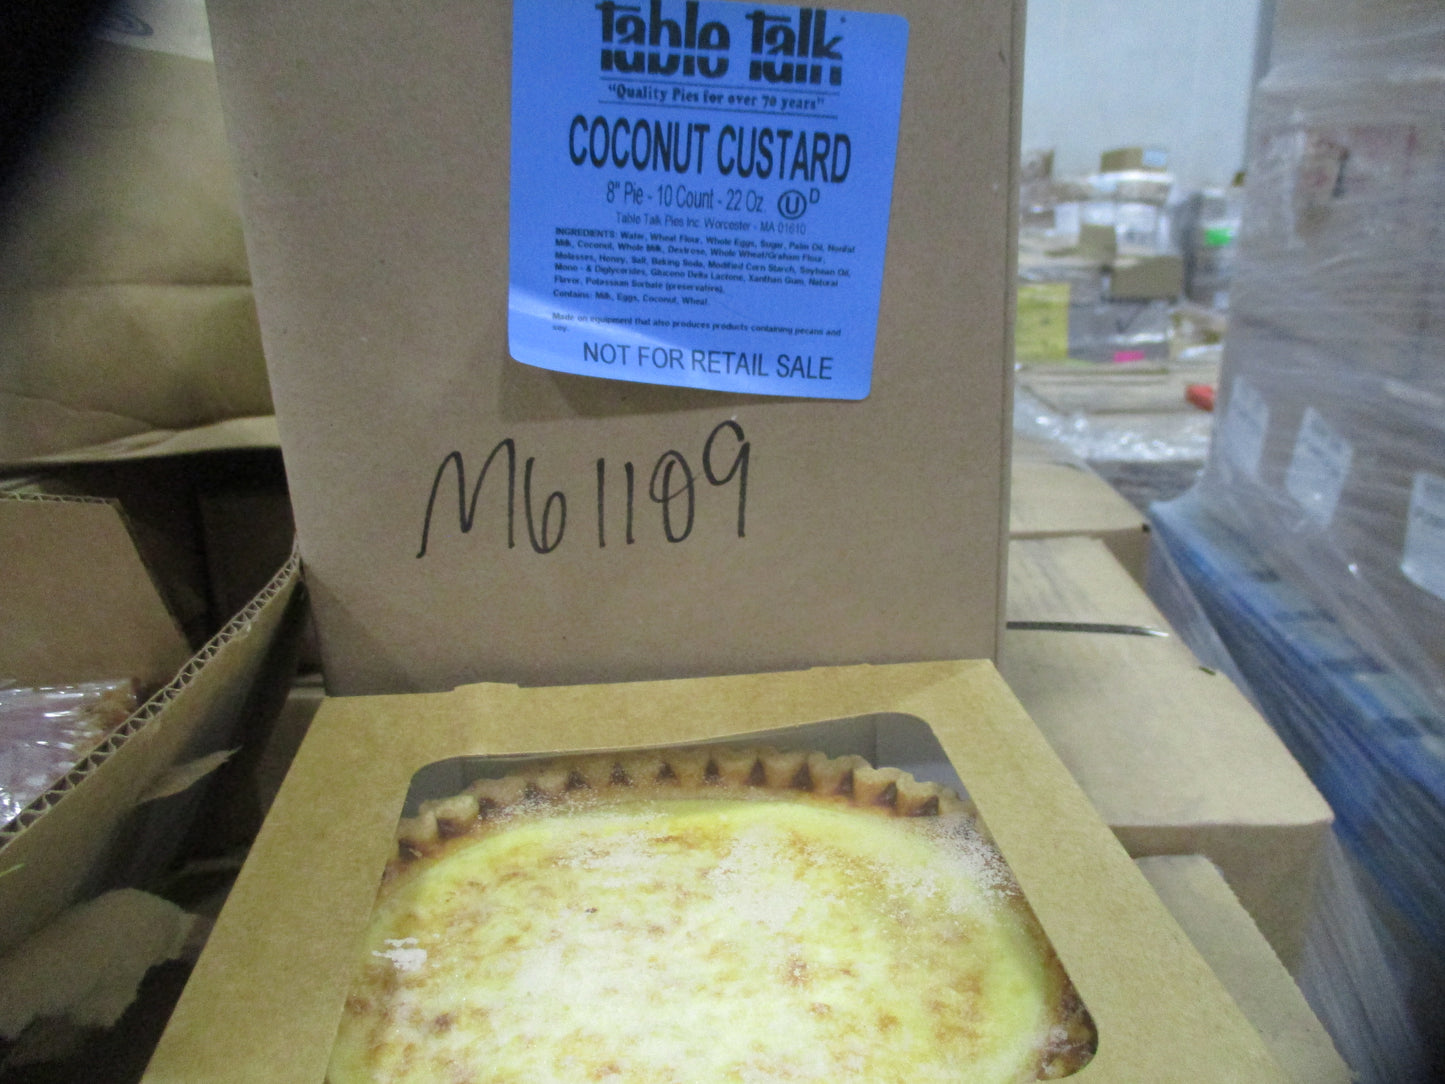 Table Talk
"Quality Pies for over 70 years"
COCONUT CUSTARD
8" Pie - 10 Count - 22 Oz. U D
Table Talk Pies Inc. Worcester - MA 01610
INGREDIENTS: Water, Wheat Flour, Whole Eggs, Sugar, Palm Oil, Nonfat
Milk, Coconut, Whole Milk, Dextrose, Whole Wheat/Graham Flour,
Molasses, Honey, Salt, Baking Soda, Modified Corn Starch, Soybean Oil,
Mono - & Diglycerides, Glucono Delta Lactone, Xanthan Gum, Natural
Flavor, Potassium Sorbate (preservative).
Contains: Milk, Eggs, Coconut, Wheat.
Made on equipment that also produces products containing pecans and
soy.
NOT FOR RETAIL SALE
M61109